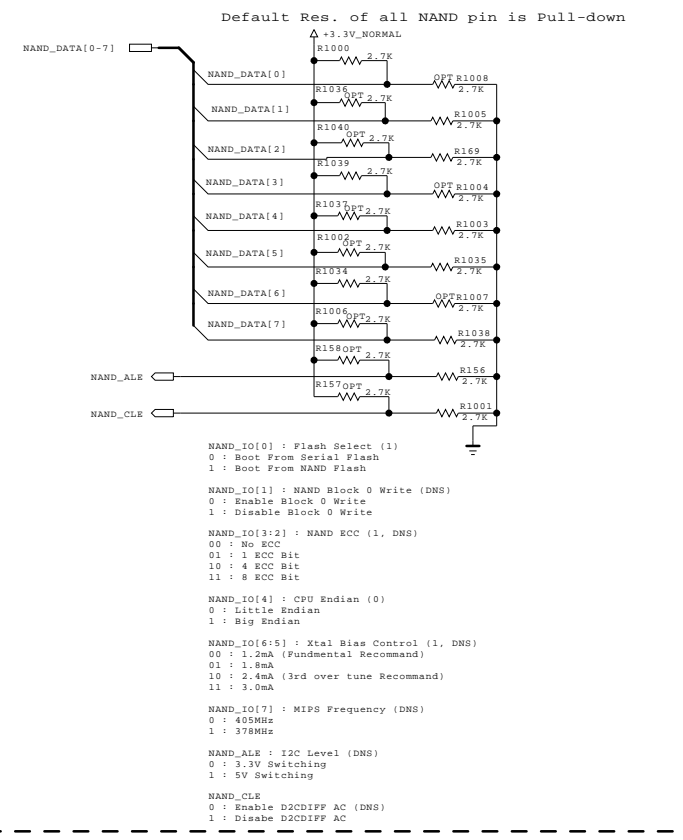 Default Res. of all NAND pin is Pull-down
+3.3V_NORMAL
NAND_DATA[0-7]
R1000
2.7K
NAND_DATA[0]
OPT R1008
2.7K
R1036
OPT 2.7K
NAND_DATA[1]
R1005
2.7K
R1040
OPT 2.7K
NAND_DATA[2]
R169
2.7K
R1039
2.7K
NAND_DATA[3]
OPT R1004
2.7K
R1037
OPT 2.7K
NAND_DATA[4]
R1003
2.7K
R1002
OPT 2.7K
NAND_DATA[5]
R1035
2.7K
R1034
2.7K
NAND_DATA[6]
OPT R1007
2.7K
R1006
OPT 2.7K
NAND_DATA[7]
R1038
2.7K
R158 OPT
2.7K
NAND_ALE
R156
2.7K
R157 OPT
2.7K
NAND_CLE
R1001
2.7K
NAND_IO[0] : Flash Select (1)
0 : Boot From Serial Flash
1 : Boot From NAND Flash
NAND_IO[1] : NAND Block 0 Write (DNS)
0 : Enable Block 0 Write
1 : Disable Block 0 Write
NAND_IO[3:2] : NAND ECC (1, DNS)
00 : No ECC
01 : 1 ECC Bit
10 : 4 ECC Bit
11 : 8 ECC Bit
NAND_IO[4] : CPU Endian (0)
0 : Little Endian
1 : Big Endian
NAND_IO[6:5] : Xtal Bias Control (1, DNS)
00 : 1.2mA (Fundmental Recommand)
01 : 1.8mA
10 : 2.4mA (3rd over tune Recommand)
11 : 3.0mA
NAND_IO[7] : MIPS Frequency (DNS)
0 : 405MHz
1 : 378MHz
NAND_ALE : I2C Level (DNS)
0 : 3.3V Switching
1 : 5V Switching
NAND_CLE
0 : Enable D2CDIFF AC (DNS)
1 : Disabe D2CDIFF AC